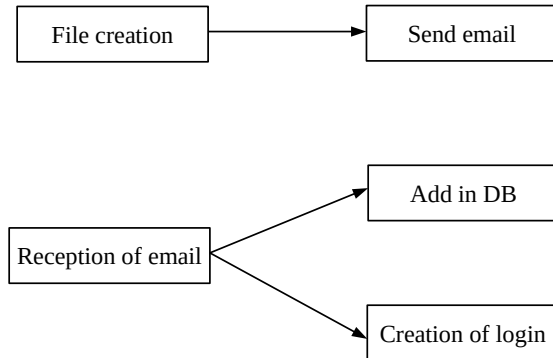 File creation
Send email
Add in DB
Reception of email
Creation of login